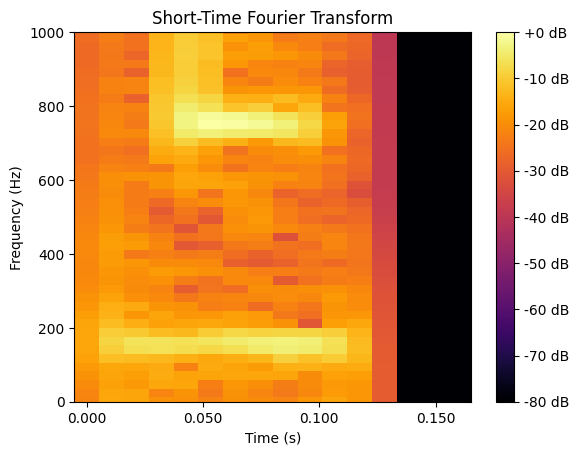 Short-Time Fourier Transform
1000
800
600
400
200
0
Frequency (Hz)
0.000
0.050
0.100
0.150
Time (s)
+0 dB
-10 dB
-20 dB
-30 dB
-40 dB
-50 dB
-60 dB
-70 dB
-80 dB